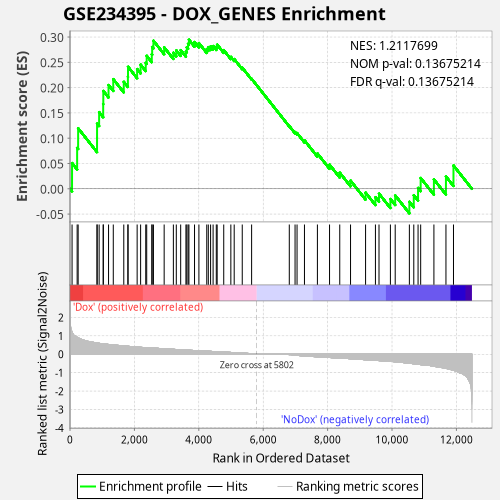 GSE234395 - DOX_GENES Enrichment
NES: 1.2117699
NOM p-val: 0.13675214
FDR q-val: 0.13675214
Enrichment score (ES)
0.30
0.25
0.20
0.15
0.10
0.05
0.00
-0.05
'Dox' (positively correlated)
Ranked list metric (Signal2Noise)
2
1
0
-1
-2
-3
-4
Zero cross at 5802
'NoDox' (negatively correlated)
0
2,000
4,000
6,000
8,000
10,000
12,000
Rank in Ordered Dataset
Enrichment profile
Hits
Ranking metric scores